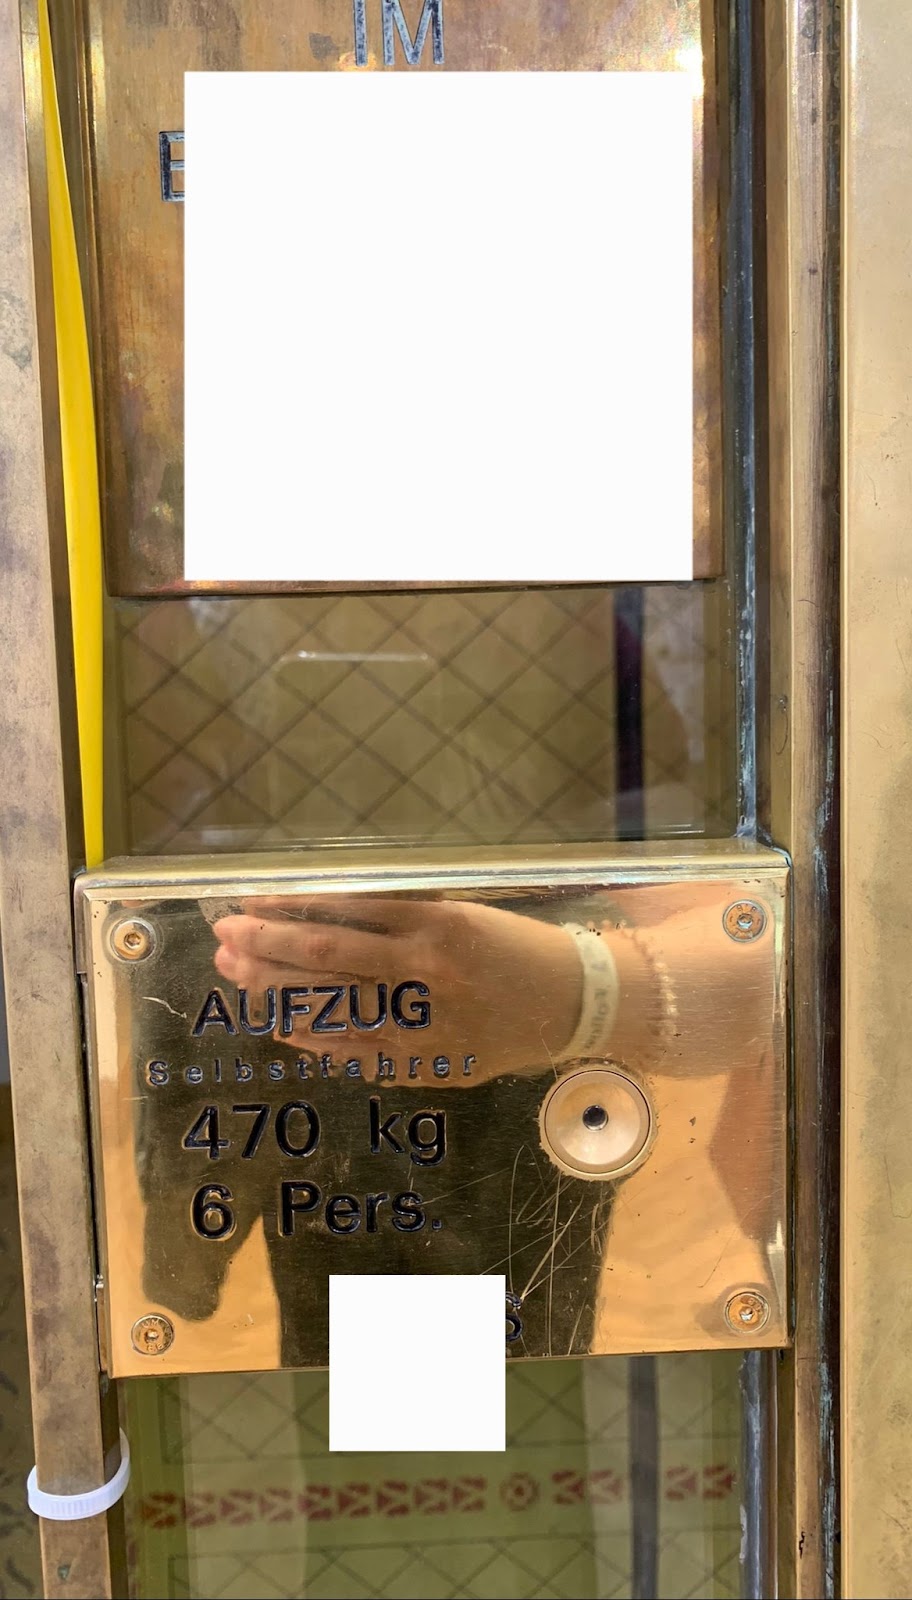 IM
AUFZUG
Selbstfahrer
470 kg
6 Pers.